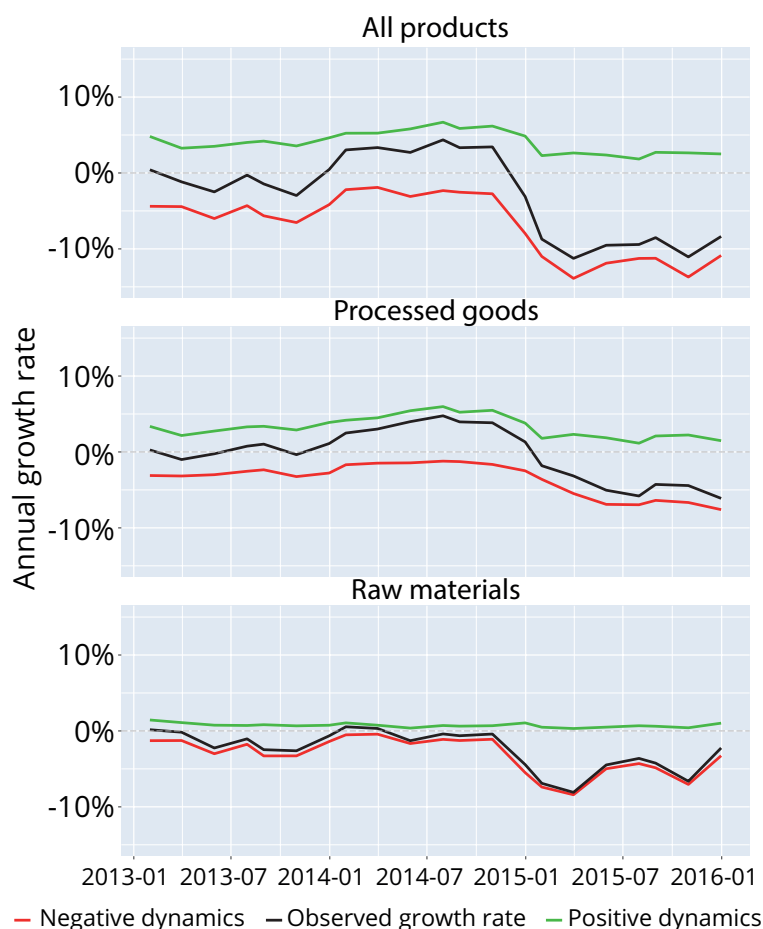 All products
10%
0%
-10%
Processed goods
10%
0%
-10%
Annual growth rate
Raw materials
10%
0%
-10%
2013-01 2013-07 2014-01 2014-07 2015-01 2015-07 2016-01
Negative dynamics Observed growth rate Positive dynamics